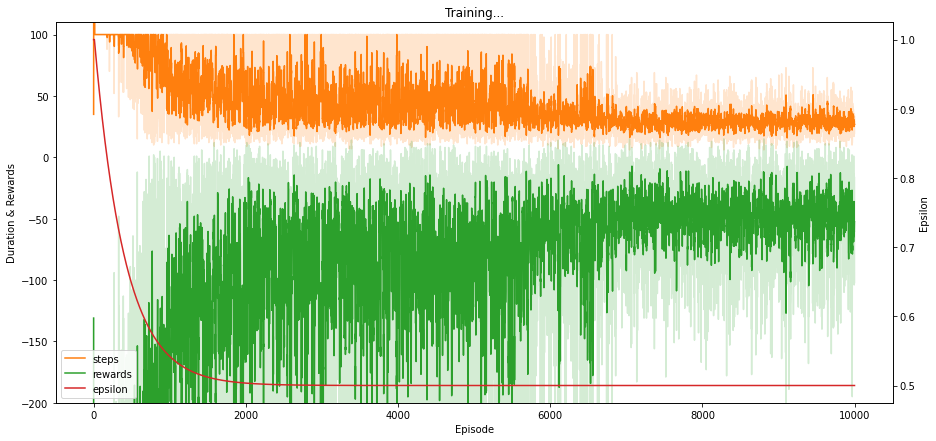 Training...
100
50
0
−50
−100
−150
−200
Duration & Rewards
1.0
0.9
0.8
0.7
0.6
0.5
Epsilon
steps
rewards
epsilon
0
2000
4000
6000
8000
10000
Episode